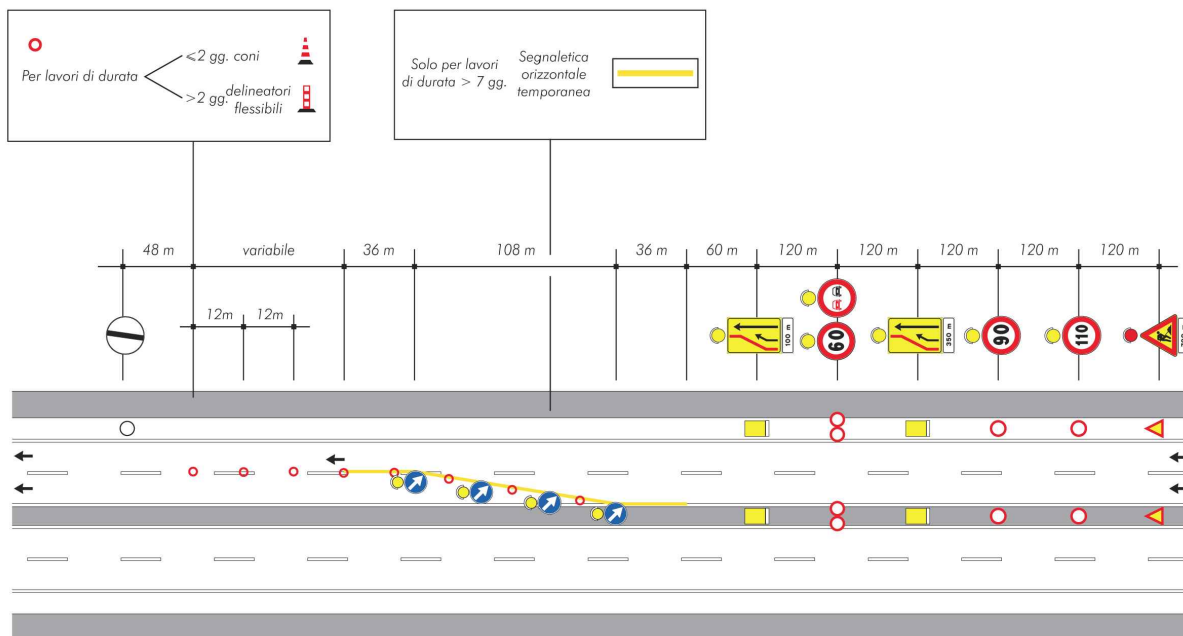 Per lavori di durata
≤2 gg. coni
>2 gg. delineatori
flessibili
Solo per lavori
di durata > 7 gg.
Segnaletica
orizzontale
temporanea
48 m
variabile
36 m
108 m
36 m
60 m
120 m
120 m
120 m
120 m
120 m
12m
12m
100 m
60
350 m
90
110